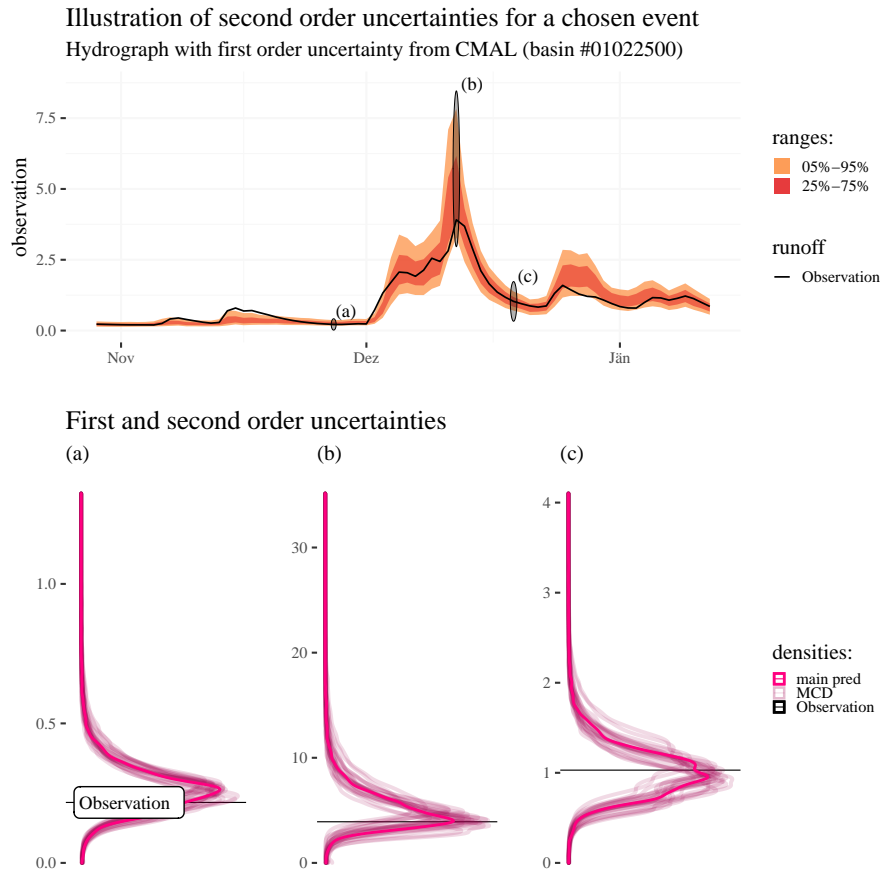 Illustration of second order uncertainties for a chosen event
Hydrograph with first order uncertainty from CMAL (basin #01022500)
observation
7.5
5.0
2.5
0.0
(a)
(b)
(c)
Nov
Dez
Jän
ranges:
05%–95%
25%–75%
runoff
Observation
First and second order uncertainties
(a)
(b)
(c)
1.0
0.5
0.0
Observation
30
20
10
0
4
3
2
1
0
densities:
main pred
MCD
Observation